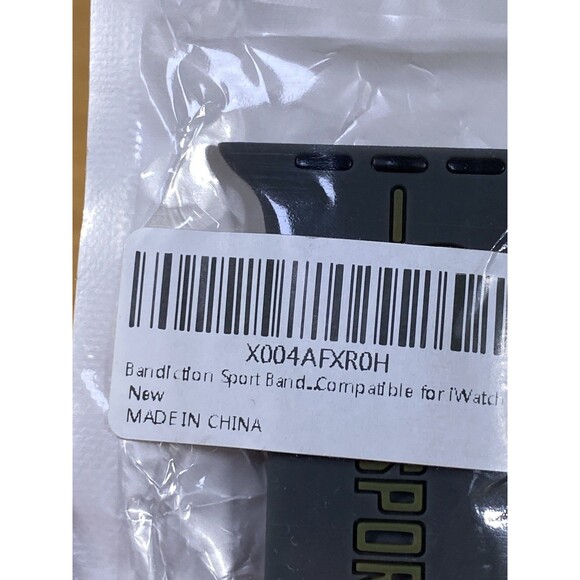 X004AFXR0H
Bandiction Sport Band...Compatible for iWatch
New
MADE IN CHINA
SPOR